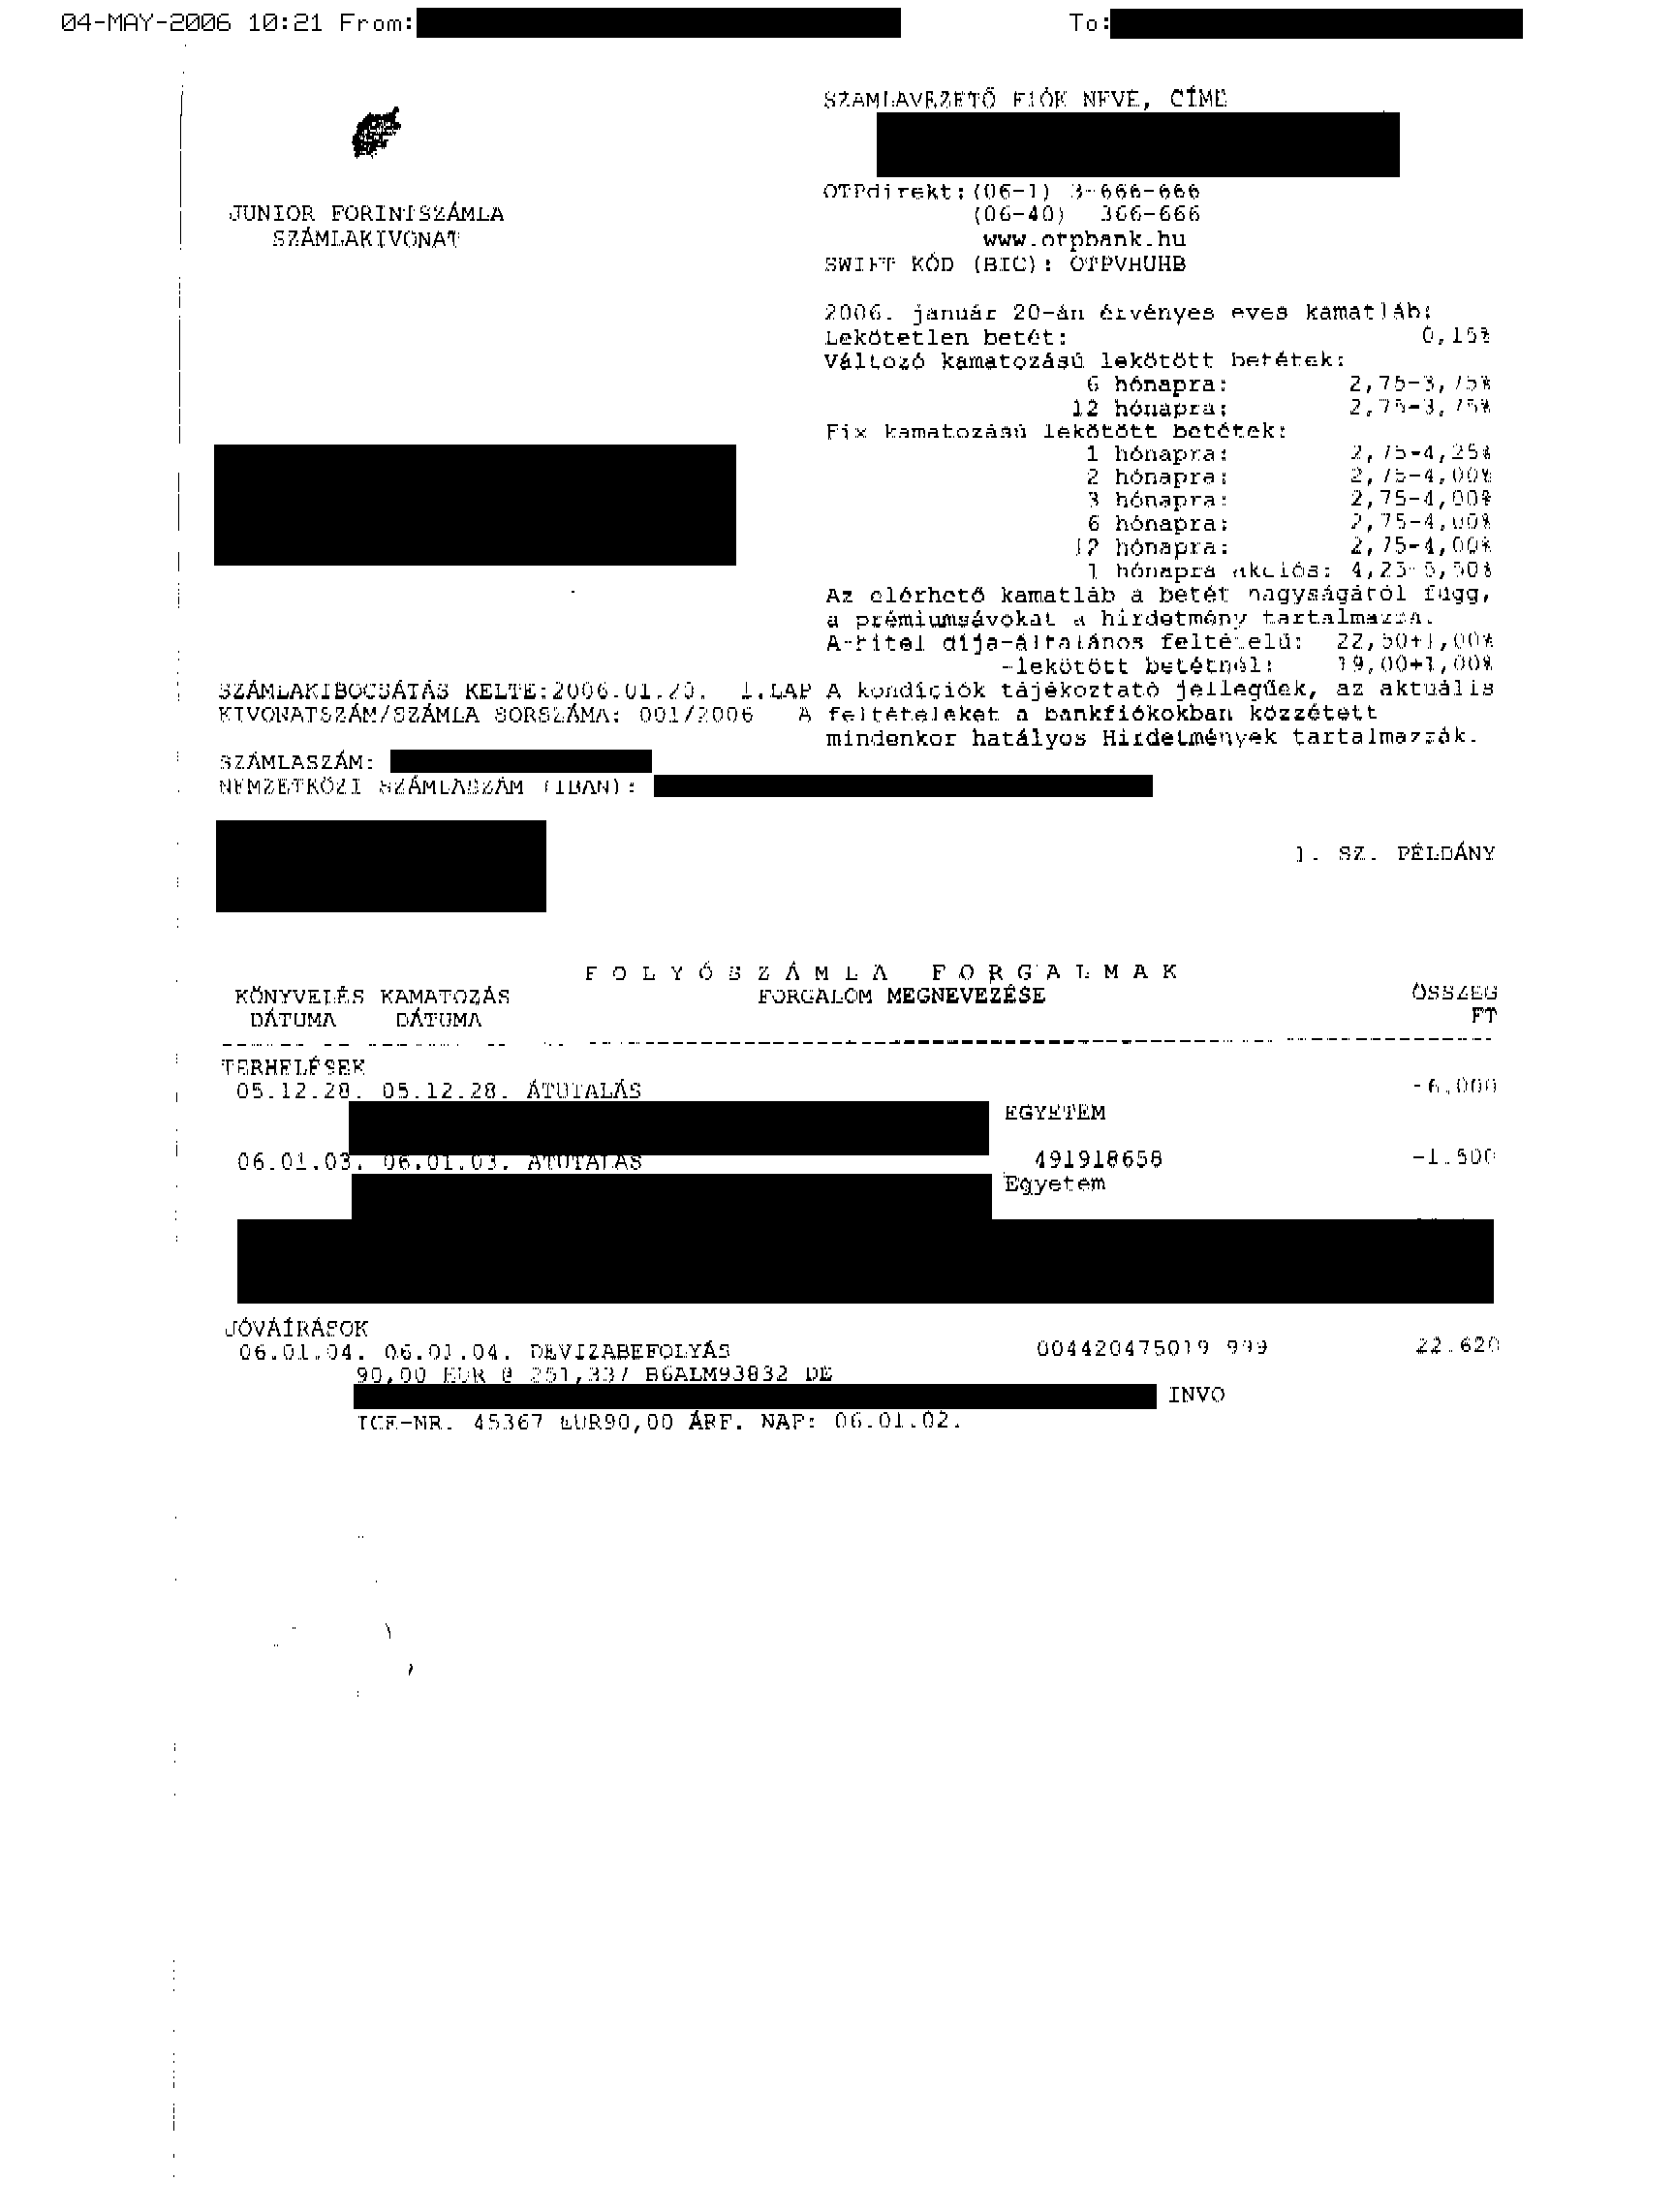 04-MAY-2006 10:21 From: To:
SZÁMLAVEZETŐ FIÓK NEVE, CÍME
OTPdirekt:(06-1) 3-666-666
(06-40) 366-666
www.otpbank.hu
SWIFT KÓD (BIC): OTPVHUHB
JUNIOR FORINTSZÁMLA
SZÁMLAKIVONAT
2006. január 20-án érvényes éves kamatláb:
Lekötetlen betét: 0,15%
Változó kamatozású lekötött betétek:
6 hónapra: 2,75-3,75%
12 hónapra: 2,75-3,75%
Fix kamatozású lekötött betétek:
1 hónapra: 2,75-4,25%
2 hónapra: 2,75-4,00%
3 hónapra: 2,75-4,00%
6 hónapra: 2,75-4,00%
12 hónapra: 2,75-4,00%
1 hónapra akciós:
Az elérhető kamatláb a betét nagyságától függ,
a prémiumsávokat a hirdetmény tartalmazza.
A-hitel díja-általános feltételű: 22,50+1,00%
-lekötött betétnél: 19,00+1,00%
A kondíciók tájékoztató jellegűek, az aktuális
feltételeket a bankfiókokban közzétett
mindenkor hatályos Hirdetmények tartalmazzák.
SZÁMLAKIBOCSÁTÁS KELTE:2006.01.20. 1.LAP
KIVONATSZÁM/SZÁMLA SORSZÁMA: 001/2006 A
SZÁMLASZÁM:
NEMZETKÖZI SZÁMLASZÁM (IBAN):
1. SZ. PÉLDÁNY
F O L Y Ó S Z Á M L A F O R G A L M A K
KÖNYVELÉS KAMATOZÁS FORGALOM MEGNEVEZÉSE ÖSSZEG
DÁTUMA DÁTUMA FT
TERHELÉSEK
05.12.28. 05.12.28. ÁTUTALÁS -6.000
EGYETEM
06.01.03. 06.01.03. ÁTUTALÁS 491918658 -1.500
Egyetem
JÓVÁÍRÁSOK
06.01.04. 06.01.04. DEVIZABEFOLYÁS 004420475019 999 22.620
90,00 EUR @ 251,337 B6ALM93832 DE
INVO
45367 EUR90,00 ÁRF. NAP: 06.01.02.